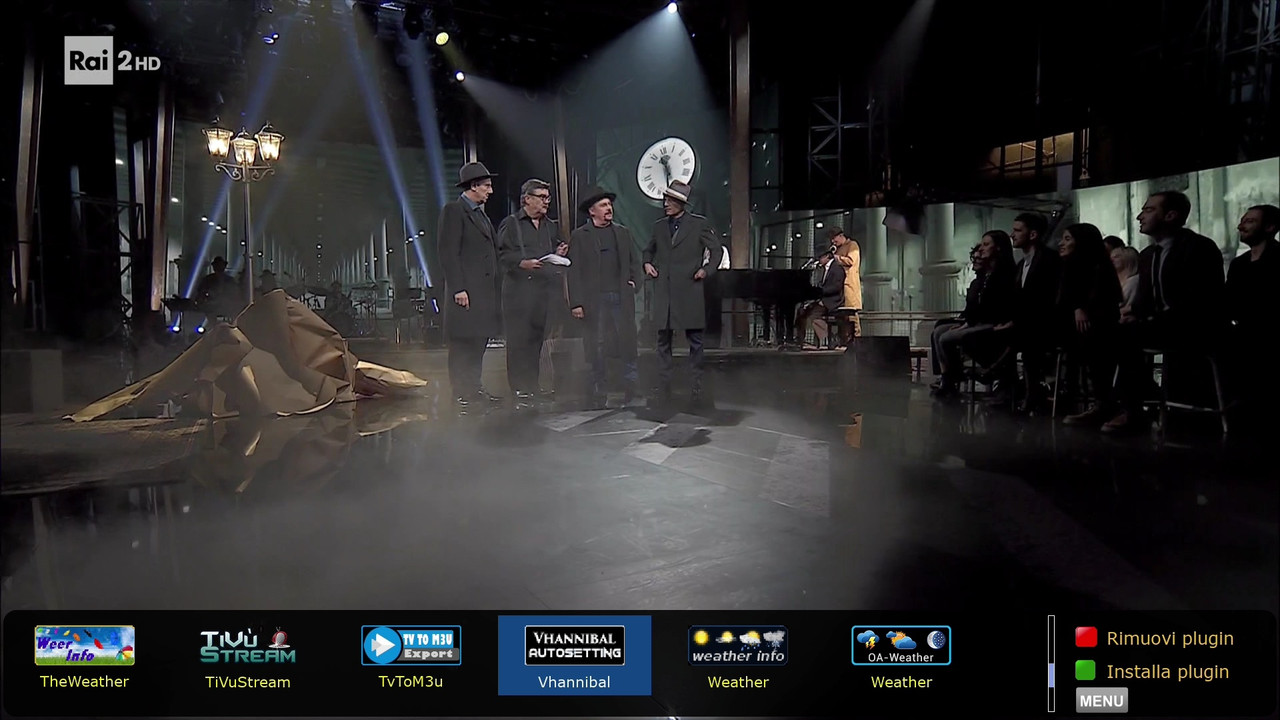 Rai 2HD
Weer Info
TiVù STREAM
TV TO M3U Export
VHANNIBAL AUTOSETTING
weather info
OA-Weather
TheWeather
TiVuStream
TvToM3u
Vhannibal
Weather
Weather
Rimuovi plugin
Installa plugin
MENU